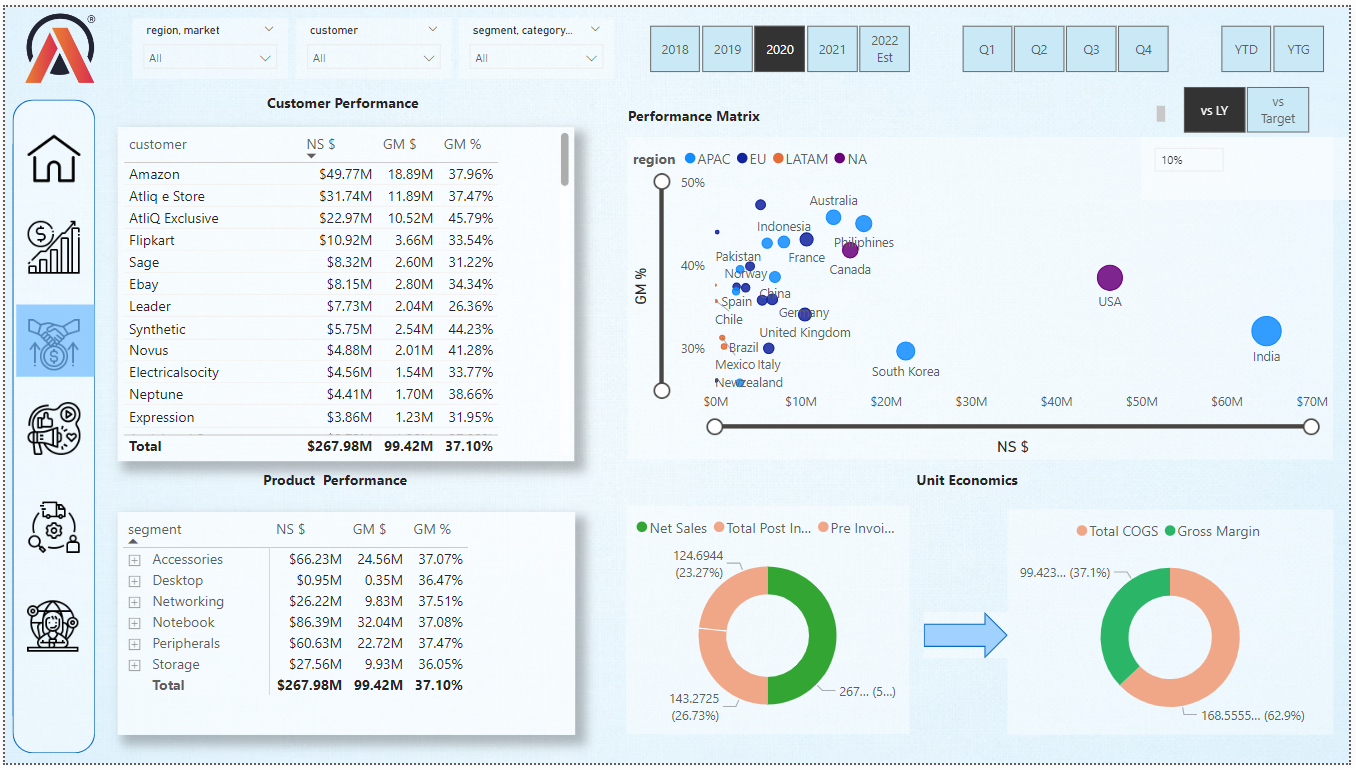 ®
region, market
customer
segment, category...
All
All
All
2018
2019
2020
2021
2022
Est
Q1
Q2
Q3
Q4
YTD
YTG
vs LY
vs
Target
10%
Customer Performance
customer NS $ GM $ GM %
Amazon $49.77M 18.89M 37.96%
Atliq e Store $31.74M 11.89M 37.47%
AtliQ Exclusive $22.97M 10.52M 45.79%
Flipkart $10.92M 3.66M 33.54%
Sage $8.32M 2.60M 31.22%
Ebay $8.15M 2.80M 34.34%
Leader $7.73M 2.04M 26.36%
Synthetic $5.75M 2.54M 44.23%
Novus $4.88M 2.01M 41.28%
Electricalsocity $4.56M 1.54M 33.77%
Neptune $4.41M 1.70M 38.66%
Expression $3.86M 1.23M 31.95%
Total $267.98M 99.42M 37.10%
Performance Matrix
region APAC EU LATAM NA
50%
40%
30%
GM %
Australia
Indonesia
Philiphines
France
Canada
Pakistan
Norway
China
Spain
Chile
Germany
United Kingdom
Brazil
Mexico Italy
Newzealand
South Korea
USA
India
$0M $10M $20M $30M $40M $50M $60M $70M
NS $
Product Performance
segment NS $ GM $ GM %
Accessories $66.23M 24.56M 37.07%
Desktop $0.95M 0.35M 36.47%
Networking $26.22M 9.83M 37.51%
Notebook $86.39M 32.04M 37.08%
Peripherals $60.63M 22.72M 37.47%
Storage $27.56M 9.93M 36.05%
Total $267.98M 99.42M 37.10%
Unit Economics
Net Sales Total Post In... Pre Invoi...
124.6944
(23.27%)
143.2725
(26.73%)
267... (5...)
Total COGS Gross Margin
99.423... (37.1%)
168.5555... (62.9%)